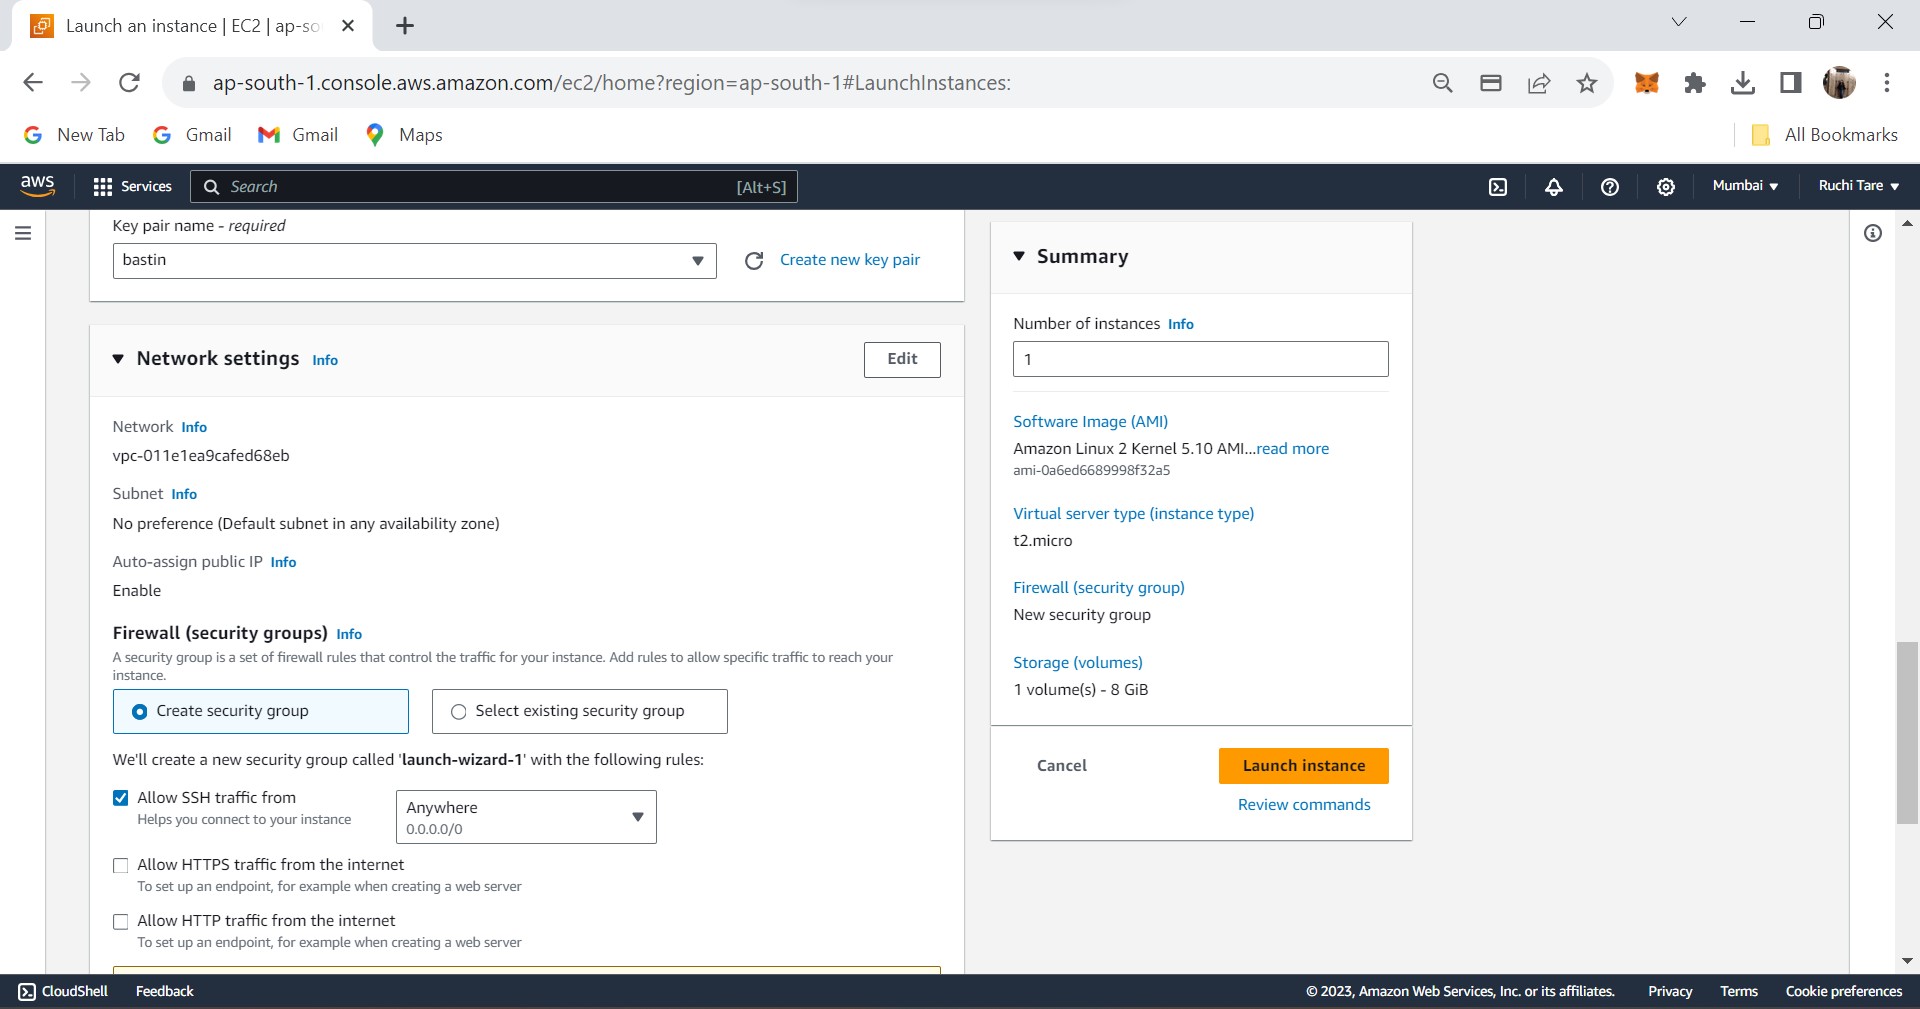 Launch an instance | EC2 | ap-so
ap-south-1.console.aws.amazon.com/ec2/home?region=ap-south-1#LaunchInstances:
New Tab
Gmail
Gmail
Maps
All Bookmarks
aws
Services
Search
[Alt+S]
Mumbai
Ruchi Tare
Key pair name - required
bastin
Create new key pair
Network settings Info
Edit
Network Info
vpc-011e1ea9cafed68eb
Subnet Info
No preference (Default subnet in any availability zone)
Auto-assign public IP Info
Enable
Firewall (security groups) Info
A security group is a set of firewall rules that control the traffic for your instance. Add rules to allow specific traffic to reach your
instance.
Create security group
Select existing security group
We'll create a new security group called 'launch-wizard-1' with the following rules:
Allow SSH traffic from
Helps you connect to your instance
Anywhere
0.0.0.0/0
Allow HTTPS traffic from the internet
To set up an endpoint, for example when creating a web server
Allow HTTP traffic from the internet
To set up an endpoint, for example when creating a web server
Summary
Number of instances Info
1
Software Image (AMI)
Amazon Linux 2 Kernel 5.10 AMI...read more
ami-0a6ed6689998f32a5
Virtual server type (instance type)
t2.micro
Firewall (security group)
New security group
Storage (volumes)
1 volume(s) - 8 GiB
Cancel
Launch instance
Review commands
CloudShell
Feedback
© 2023, Amazon Web Services, Inc. or its affiliates.
Privacy
Terms
Cookie preferences